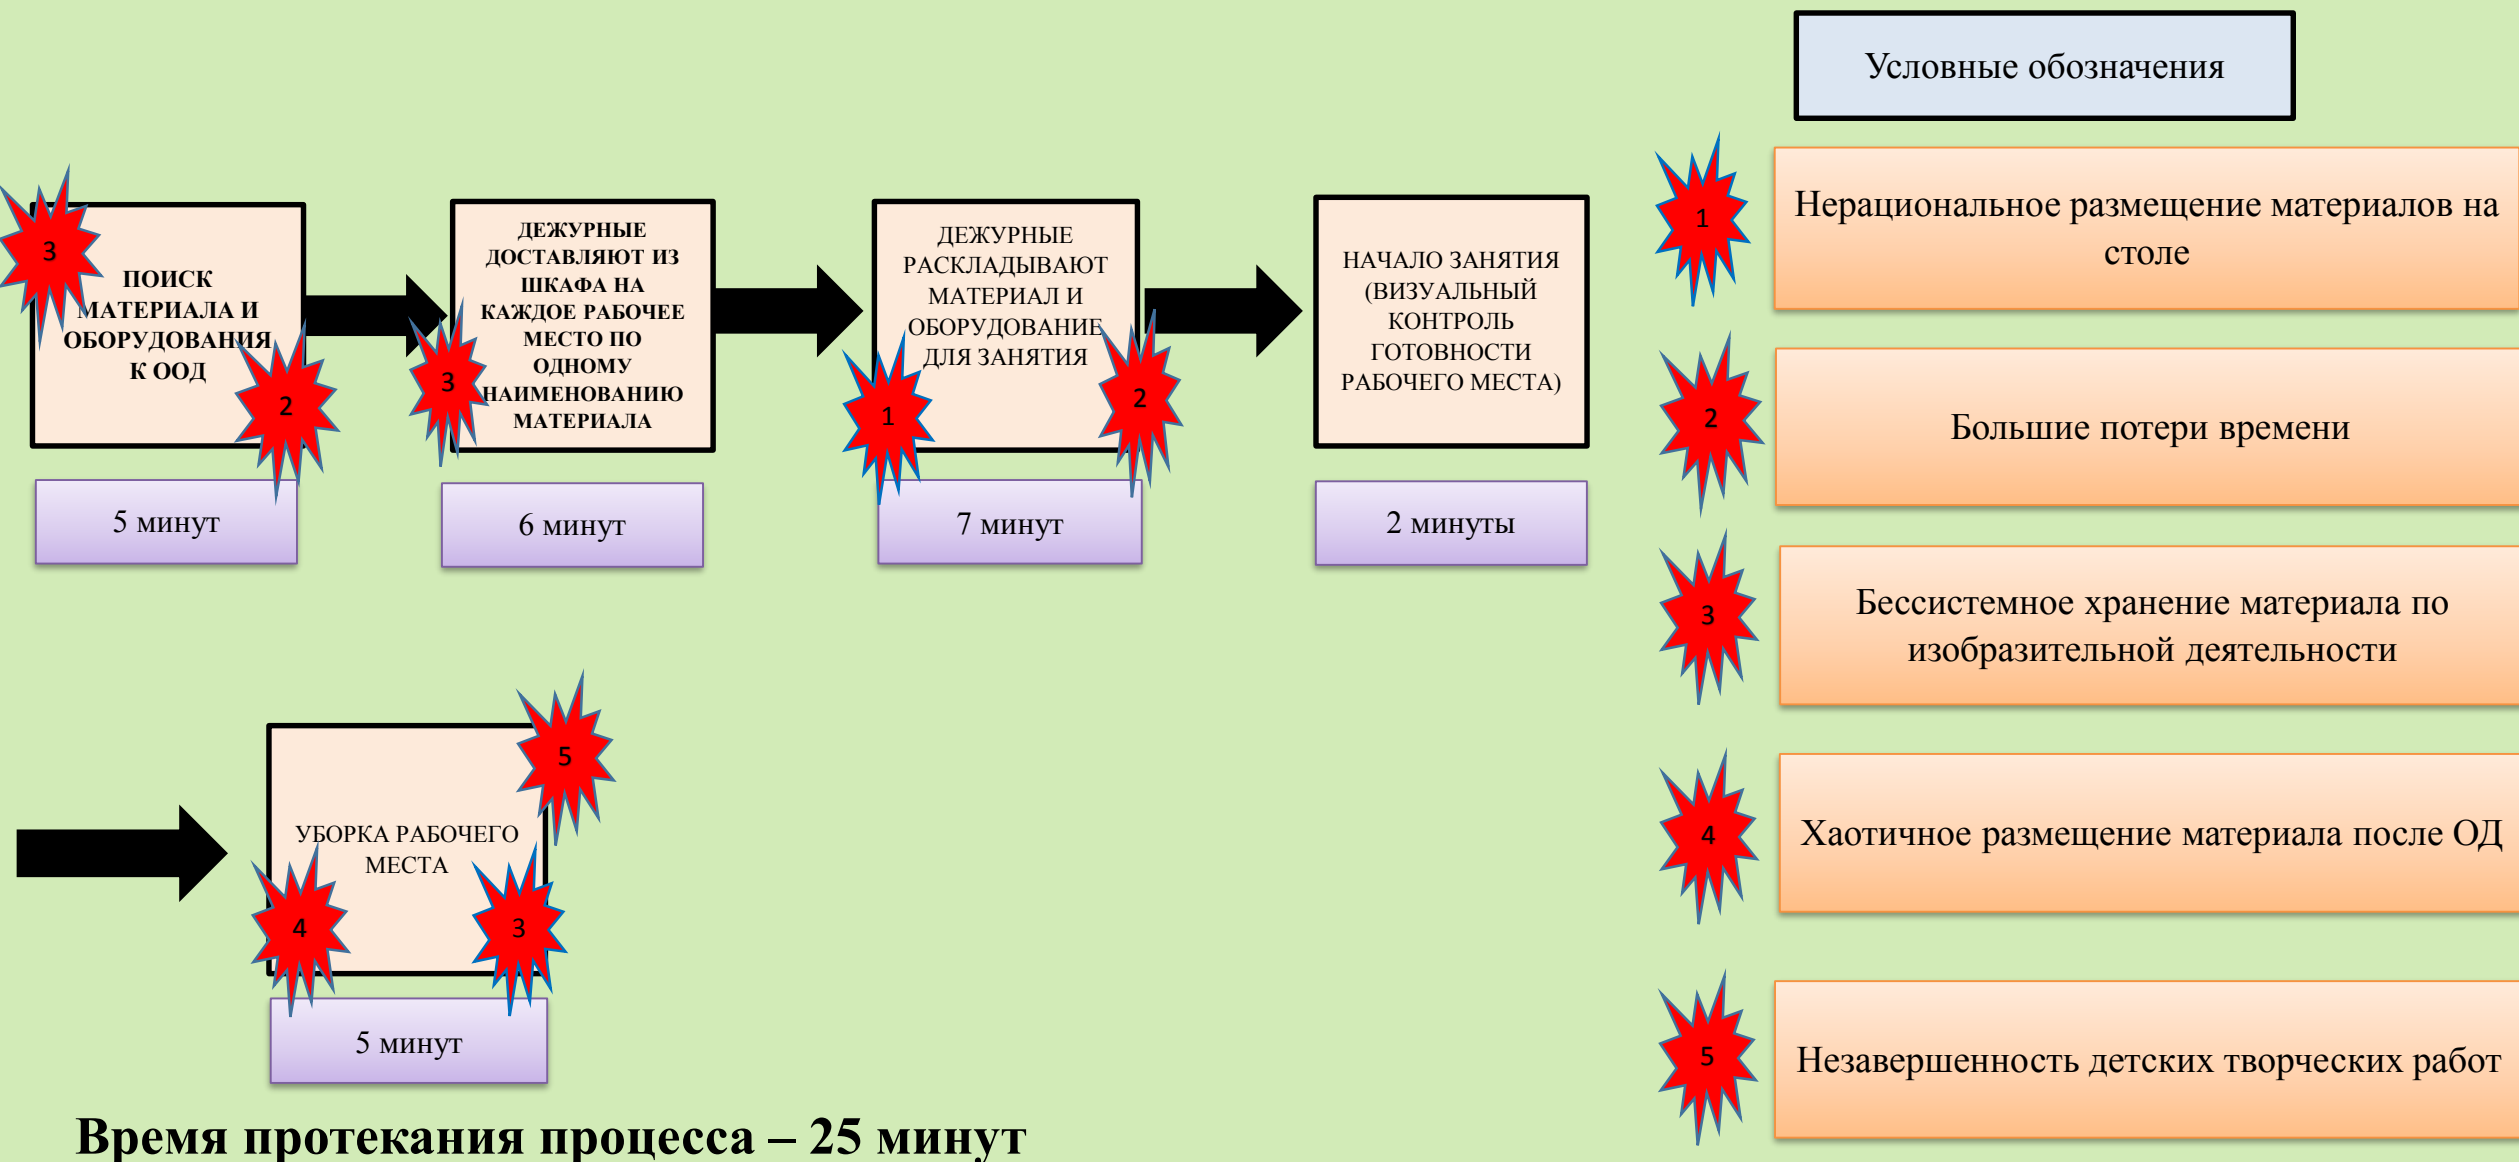 Условные обозначения
3
ПОИСК
МАТЕРИАЛА И
ОБОРУДОВАНИЯ
К ООД
2
5 минут
ДЕЖУРНЫЕ
ДОСТАВЛЯЮТ ИЗ
ШКАФА НА
КАЖДОЕ РАБОЧЕЕ
МЕСТО ПО
ОДНОМУ
НАИМЕНОВАНИЮ
МАТЕРИАЛА
3
6 минут
ДЕЖУРНЫЕ
РАСКЛАДЫВАЮТ
МАТЕРИАЛ И
ОБОРУДОВАНИЕ
ДЛЯ ЗАНЯТИЯ
1
2
7 минут
НАЧАЛО ЗАНЯТИЯ
(ВИЗУАЛЬНЫЙ
КОНТРОЛЬ
ГОТОВНОСТИ
РАБОЧЕГО МЕСТА)
2 минуты
1
Нерациональное размещение материалов на
столе
2
Большие потери времени
3
Бессистемное хранение материала по
изобразительной деятельности
4
Хаотичное размещение материала после ОД
5
Незавершенность детских творческих работ
5
УБОРКА РАБОЧЕГО
МЕСТА
4
3
5 минут
Время протекания процесса – 25 минут